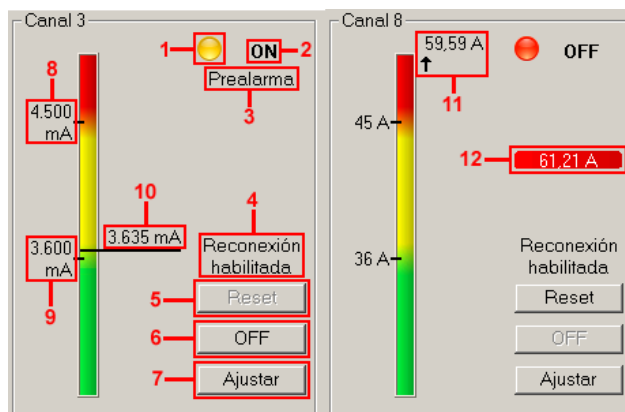 Canal 3
1
ON
2
Prealarma
3
8
4.500
mA
10
3.635 mA
4
3.600
mA
9
Reconexión
habilitada
5
Reset
6
OFF
7
Ajustar
Canal 8
59,59 A
11
OFF
45 A
12
61,21 A
36 A
Reconexión
habilitada
Reset
OFF
Ajustar